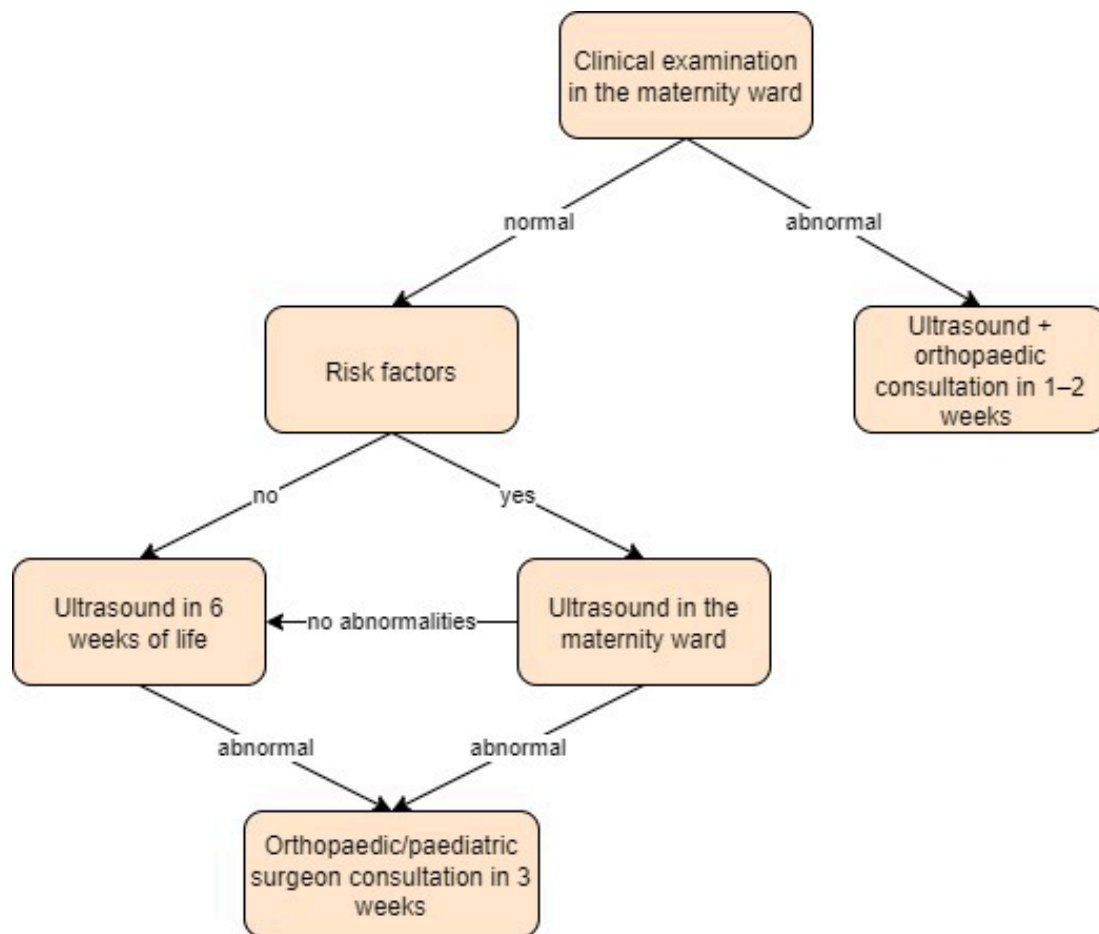 Clinical examination
in the maternity ward
normal
abnormal
Risk factors
Ultrasound +
orthopaedic
consultation in 1–2
weeks
no
yes
Ultrasound in 6
weeks of life
no abnormalities
Ultrasound in the
maternity ward
abnormal
abnormal
Orthopaedic/paediatric
surgeon consultation in 3
weeks